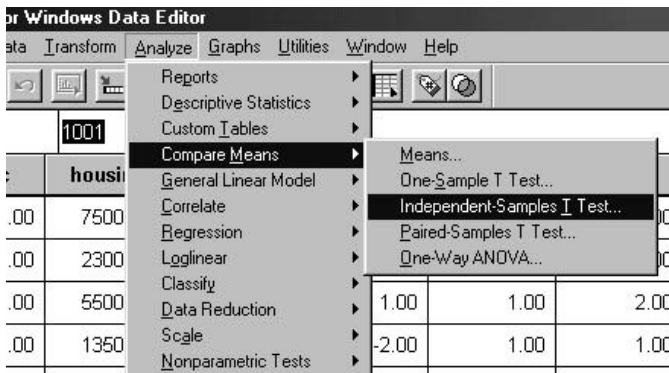 or Windows Data Editor
ata Transform Analyze Graphs Utilities Window Help
Reports
Descriptive Statistics
1001
Custom Tables
Compare Means
Means...
housi
General Linear Model
One-Sample T Test...
Correlate
Independent-Samples T Test...
.00 7500
Regression
Paired-Samples T Test...
.00 2300
Loglinear
One-Way ANOVA...
Classify
.00 5500
Data Reduction
1.00 1.00 2.00
Scale
.00 1350
-2.00 1.00 1.00
Nonparametric Tests